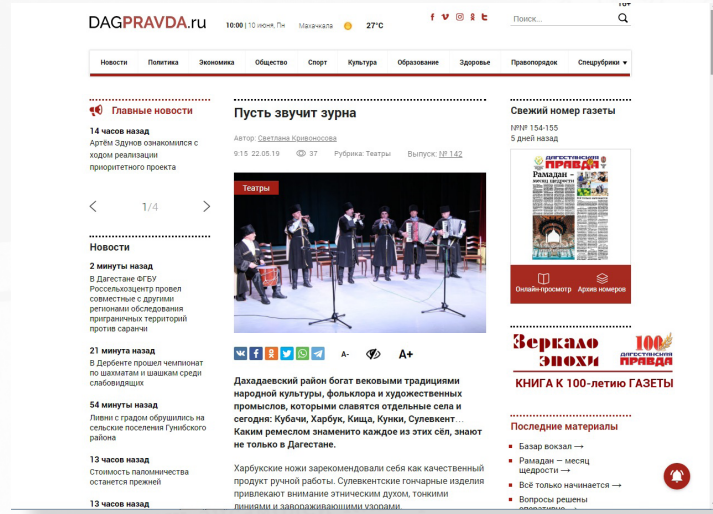 18+
DAGPRAVDA.ru
10:00 | 10 июня, Пн
Махачкала
27°C
Поиск...
Новости
Политика
Экономика
Общество
Спорт
Культура
Образование
Здоровье
Правопорядок
Спецрубрики
Главные новости
14 часов назад
Артём Здунов ознакомился с
ходом реализации
приоритетного проекта
1/4
Новости
2 минуты назад
В Дагестане ФГБУ
Россельхозцентр провел
совместные с другими
регионами обследования
приграничных территорий
против саранчи
21 минута назад
В Дербенте прошел чемпионат
по шахматам и шашкам среди
слабовидящих
54 минуты назад
Ливни с градом обрушились на
сельские поселения Гунибского
района
13 часов назад
Стоимость паломничества
останется прежней
13 часов назад
Пусть звучит зурна
Автор: Светлана Кривоносова
9:15 22.05.19
37
Рубрика: Театры
Выпуск: № 142
Театры
A-
A+
Дахадаевский район богат вековыми традициями
народной культуры, фольклора и художественных
промыслов, которыми славятся отдельные села и
сегодня: Кубачи, Харбук, Кища, Кунки, Сулевкент...
Каким ремеслом знаменито каждое из этих сёл, знают
не только в Дагестане.
Харбукские ножи зарекомендовали себя как качественный
продукт ручной работы. Сулевкентские гончарные изделия
привлекают внимание этническим духом, тонкими
линиями и завораживающими узорами.
Свежий номер газеты
№№ 154-155
5 дней назад
ДАГЕСТАНСКАЯ
ПРАВДА
Рамадан –
месяц щедрости
Онлайн-просмотр
Архив номеров
Зеркало
эпохи
100
ДАГЕСТАНСКАЯ
ПРАВДА
КНИГА К 100-летию ГАЗЕТЫ
Последние материалы
Базар вокзал →
Рамадан — месяц
щедрости →
Всё только начинается →
Вопросы решены
оперативно →